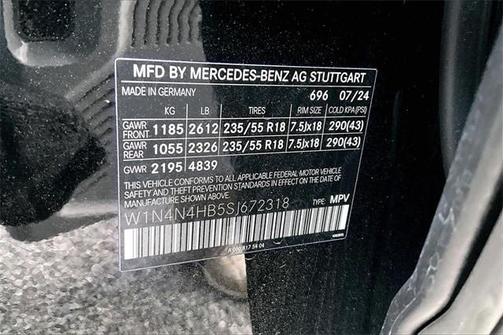 MFD BY MERCEDES-BENZ AG STUTTGART
MADE IN GERMANY 696 07/24
KG LB TIRES RIM SIZE COLD KPA(PSI)
GAWR FRONT 1185 2612 235/55 R18 7.5Jx18 290(43)
GAWR REAR 1055 2326 235/55 R18 7.5Jx18 290(43)
GVWR 2195 4839
THIS VEHICLE CONFORMS TO ALL APPLICABLE FEDERAL MOTOR VEHICLE
SAFETY, BUMPER, AND THEFT PREVENTION STANDARDS IN EFFECT ON THE DATE OF
MANUFACTURE SHOWN ABOVE.
W1N4N4HB5SJ672318 TYPE: MPV